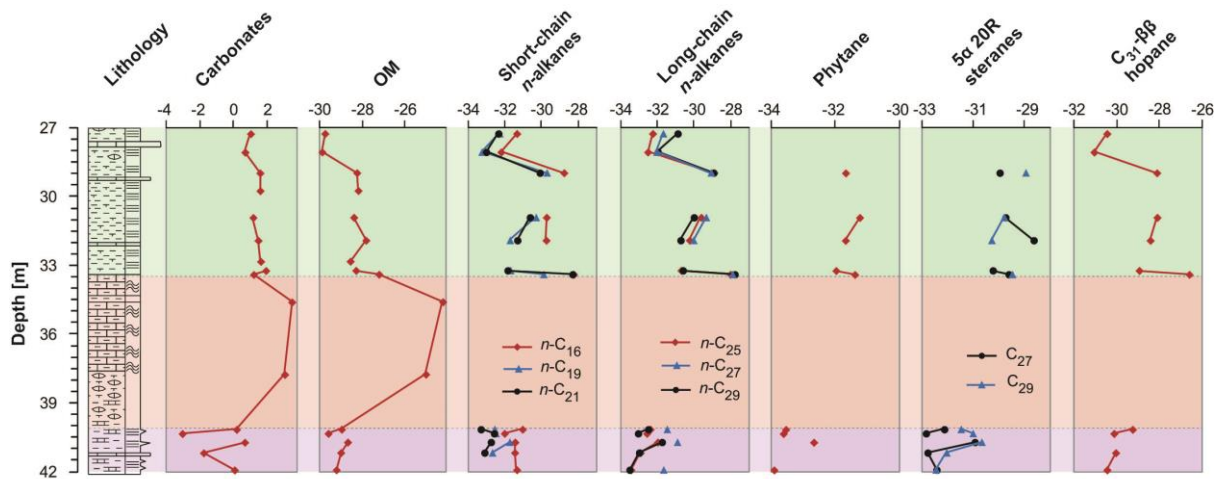 Lithology
Carbonates
OM
Short-chain
n-alkanes
Long-chain
n-alkanes
Phytane
5α 20R
steranes
C31-ββ
hopane
-4 -2 0 2
-30 -28 -26
-34 -32 -30 -28
-34 -32 -30 -28
-34 -30
-33 -31 -29
-32 -30 -28 -26
Depth [m]
27
30
33
36
39
42
n-C16
n-C19
n-C21
n-C25
n-C27
n-C29
C27
C29